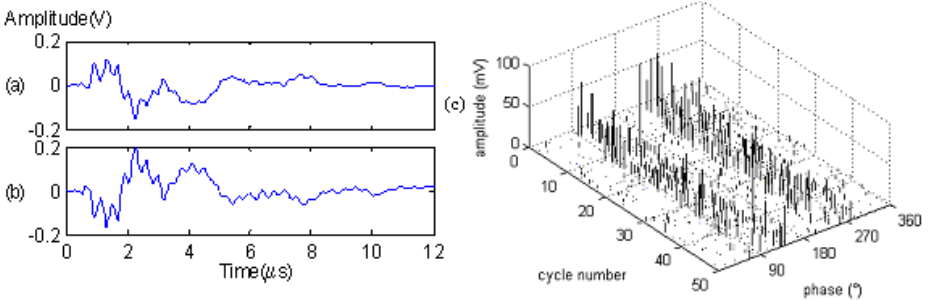 Amplitude(V)
0.2
(a)
0
-0.2
0.2
(b)
0
-0.2
0 2 4 6 8 10 12
Time(μs)
(c)
amplitude (mV)
100
50
0
0
10
20
30
40
50
cycle number
90
180
270
360
phase (°)